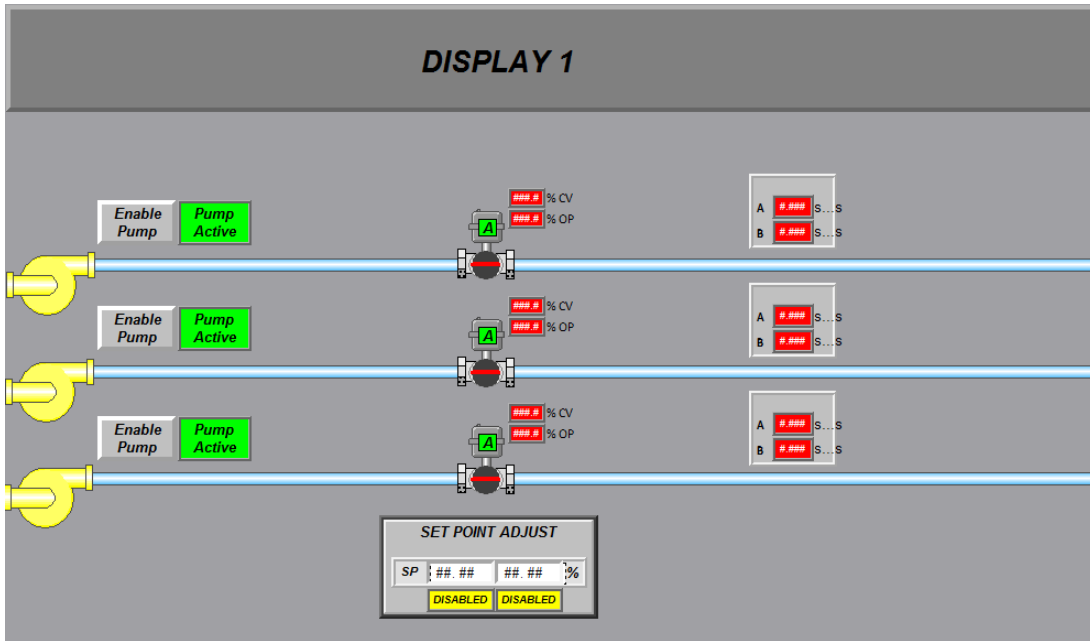 DISPLAY 1
Enable Pump
Pump Active
A
###.# % CV
###.# % OP
A #.### s...s
B #.### s...s
Enable Pump
Pump Active
A
###.# % CV
###.# % OP
A #.### s...s
B #.### s...s
Enable Pump
Pump Active
A
###.# % CV
###.# % OP
A #.### s...s
B #.### s...s
SET POINT ADJUST
SP ##.## ##.## %
DISABLED DISABLED